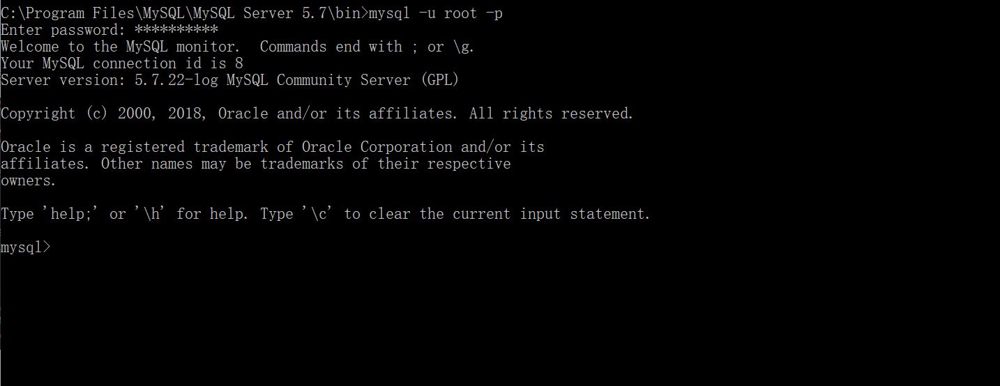 C:\Program Files\MySQL\MySQL Server 5.7\bin>mysql -u root -p
Enter password: **********
Welcome to the MySQL monitor.  Commands end with ; or \g.
Your MySQL connection id is 8
Server version: 5.7.22-log MySQL Community Server (GPL)
Copyright (c) 2000, 2018, Oracle and/or its affiliates. All rights reserved.
Oracle is a registered trademark of Oracle Corporation and/or its
affiliates. Other names may be trademarks of their respective
owners.
Type 'help;' or '\h' for help. Type '\c' to clear the current input statement.
mysql>